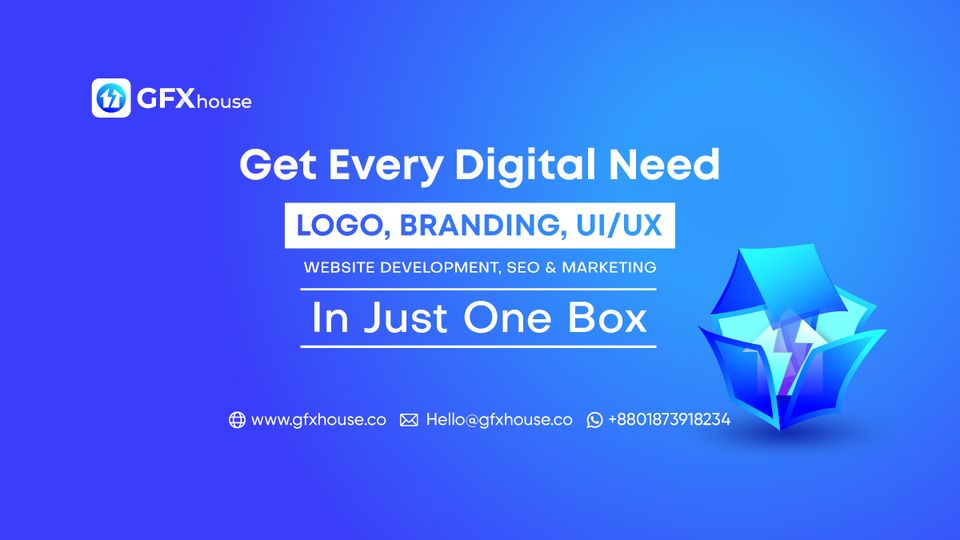 GFXhouse
Get Every Digital Need
LOGO, BRANDING, UI/UX
WEBSITE DEVELOPMENT, SEO & MARKETING
In Just One Box
www.gfxhouse.co Hello@gfxhouse.co +8801873918234